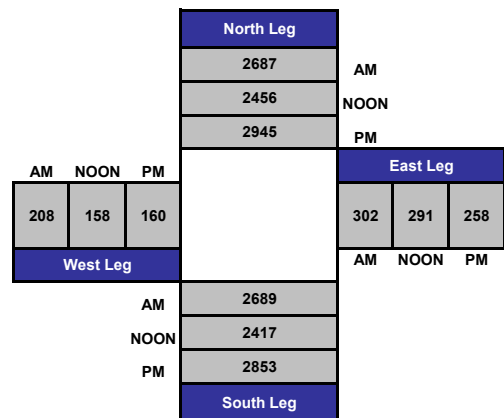 North Leg
2687 AM
2456 NOON
2945 PM
AM NOON PM East Leg
208 158 160 302 291 258
West Leg AM NOON PM
AM 2689
NOON 2417
PM 2853
South Leg